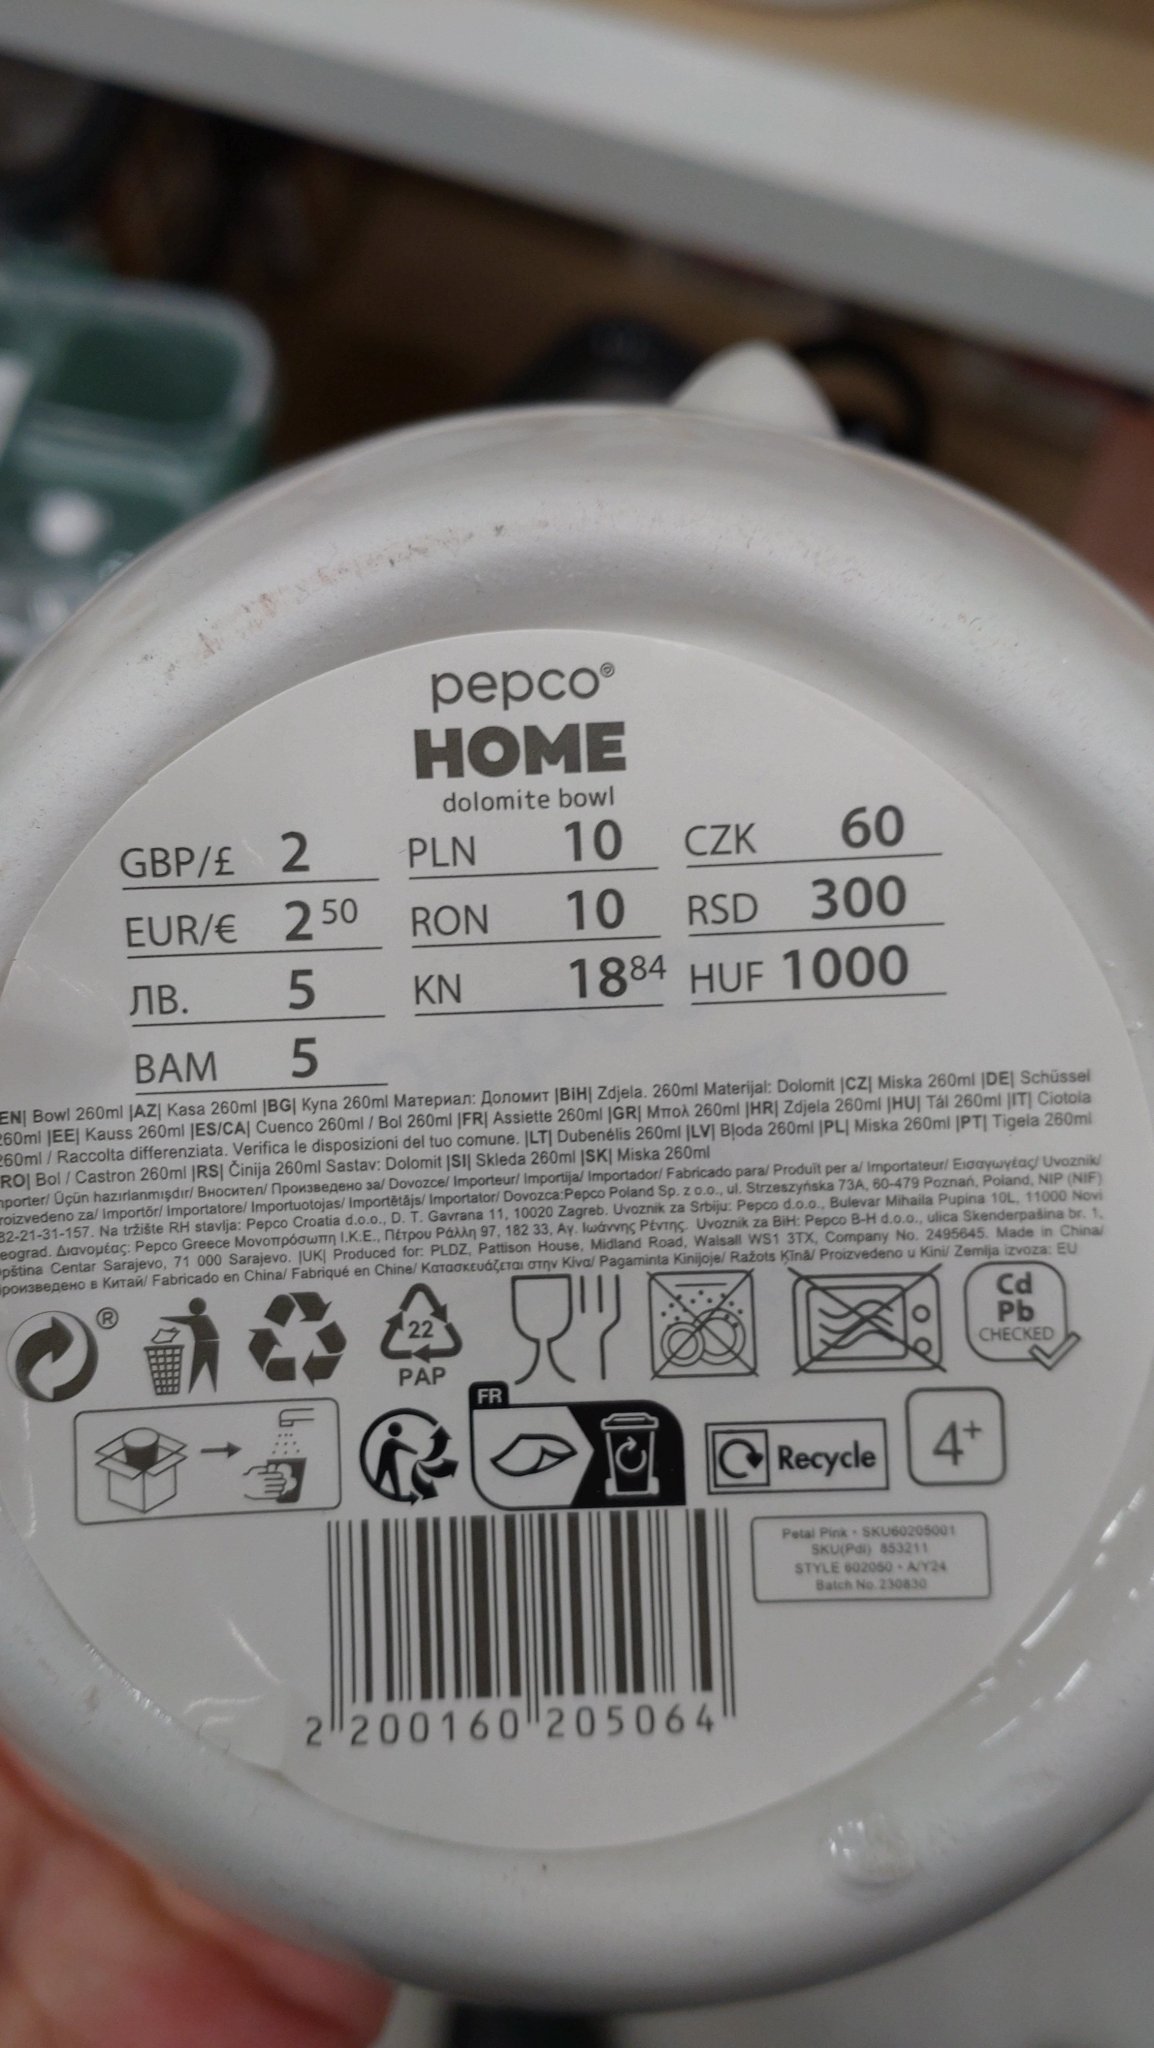 pepco®
HOME
dolomite bowl
GBP/£ 2 PLN 10 CZK 60
EUR/€ 2 50 RON 10 RSD 300
ЛВ. 5 KN 18 84 HUF 1000
BAM 5
EN| Bowl 260ml |AZ| Kasa 260ml |BG| Купа 260ml Материал: Доломит |BiH| Zdjela. 260ml Materijal: Dolomit |CZ| Miska 260ml |DE| Schüssel
260ml |EE| Kauss 260ml |ES/CA| Cuenco 260ml / Bol 260ml |FR| Assiette 260ml |GR| Μπολ 260ml |HR| Zdjela 260ml |HU| Tál 260ml |IT| Ciotola
260ml / Raccolta differenziata. Verifica le disposizioni del tuo comune. |LT| Dubenėlis 260ml |LV| Bļoda 260ml |PL| Miska 260ml |PT| Tigela 260ml
RO| Bol / Castron 260ml |RS| Činija 260ml Sastav: Dolomit |SI| Skleda 260ml |SK| Miska 260ml
mporter/ Üçün hazırlanmışdır/ Вносител/ Произведено за/ Dovozce/ Importeur/ Importija/ Importador/ Fabricado para/ Produït per a/ Importateur/ Εισαγωγέας/ Uvoznik/
roizvedeno za/ Importőr/ Importatore/ Importuotojas/ Importētājs/ Importator/ Dovozca:Pepco Poland Sp. z o.o., ul. Strzeszyńska 73A, 60-479 Poznań, Poland, NIP (NIF)
82-21-31-157. Na tržište RH stavlja: Pepco Croatia d.o.o., D. T. Gavrana 11, 10020 Zagreb. Uvoznik za Srbiju: Pepco d.o.o., Bulevar Mihaila Pupina 10L, 11000 Novi
eograd. Διανομέας: Pepco Greece Μονοπρόσωπη Ι.Κ.Ε., Πέτρου Ράλλη 97, 182 33, Αγ. Ιωάννης Ρέντης. Uvoznik za BiH: Pepco B-H d.o.o., ulica Skenderpašina br. 1,
pština Centar Sarajevo, 71 000 Sarajevo. |UK| Produced for: PLDZ, Pattison House, Midland Road, Walsall WS1 3TX, Company No. 2495645. Made in China/
роизведено в Китай/ Fabricado en China/ Fabriqué en Chine/ Κατασκευάζεται στην Κίνα/ Pagaminta Kinijoje/ Ražots Ķīnā/ Proizvedeno u Kini/ Zemlja izvoza: EU
®
22
PAP
Cd
Pb
CHECKED
FR
Recycle
4+
Petal Pink • SKU60205001
SKU(Pdi) 853211
STYLE 602050 • A/Y24
Batch No.230830
2 200160 205064